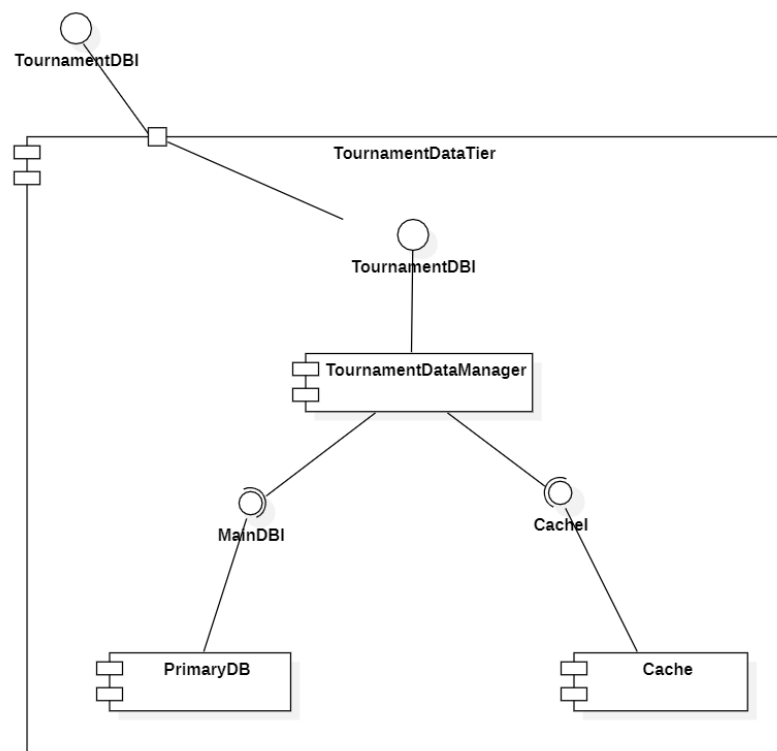 TournamentDBI
TournamentDataTier
TournamentDBI
TournamentDataManager
MainDBI
CacheI
PrimaryDB
Cache